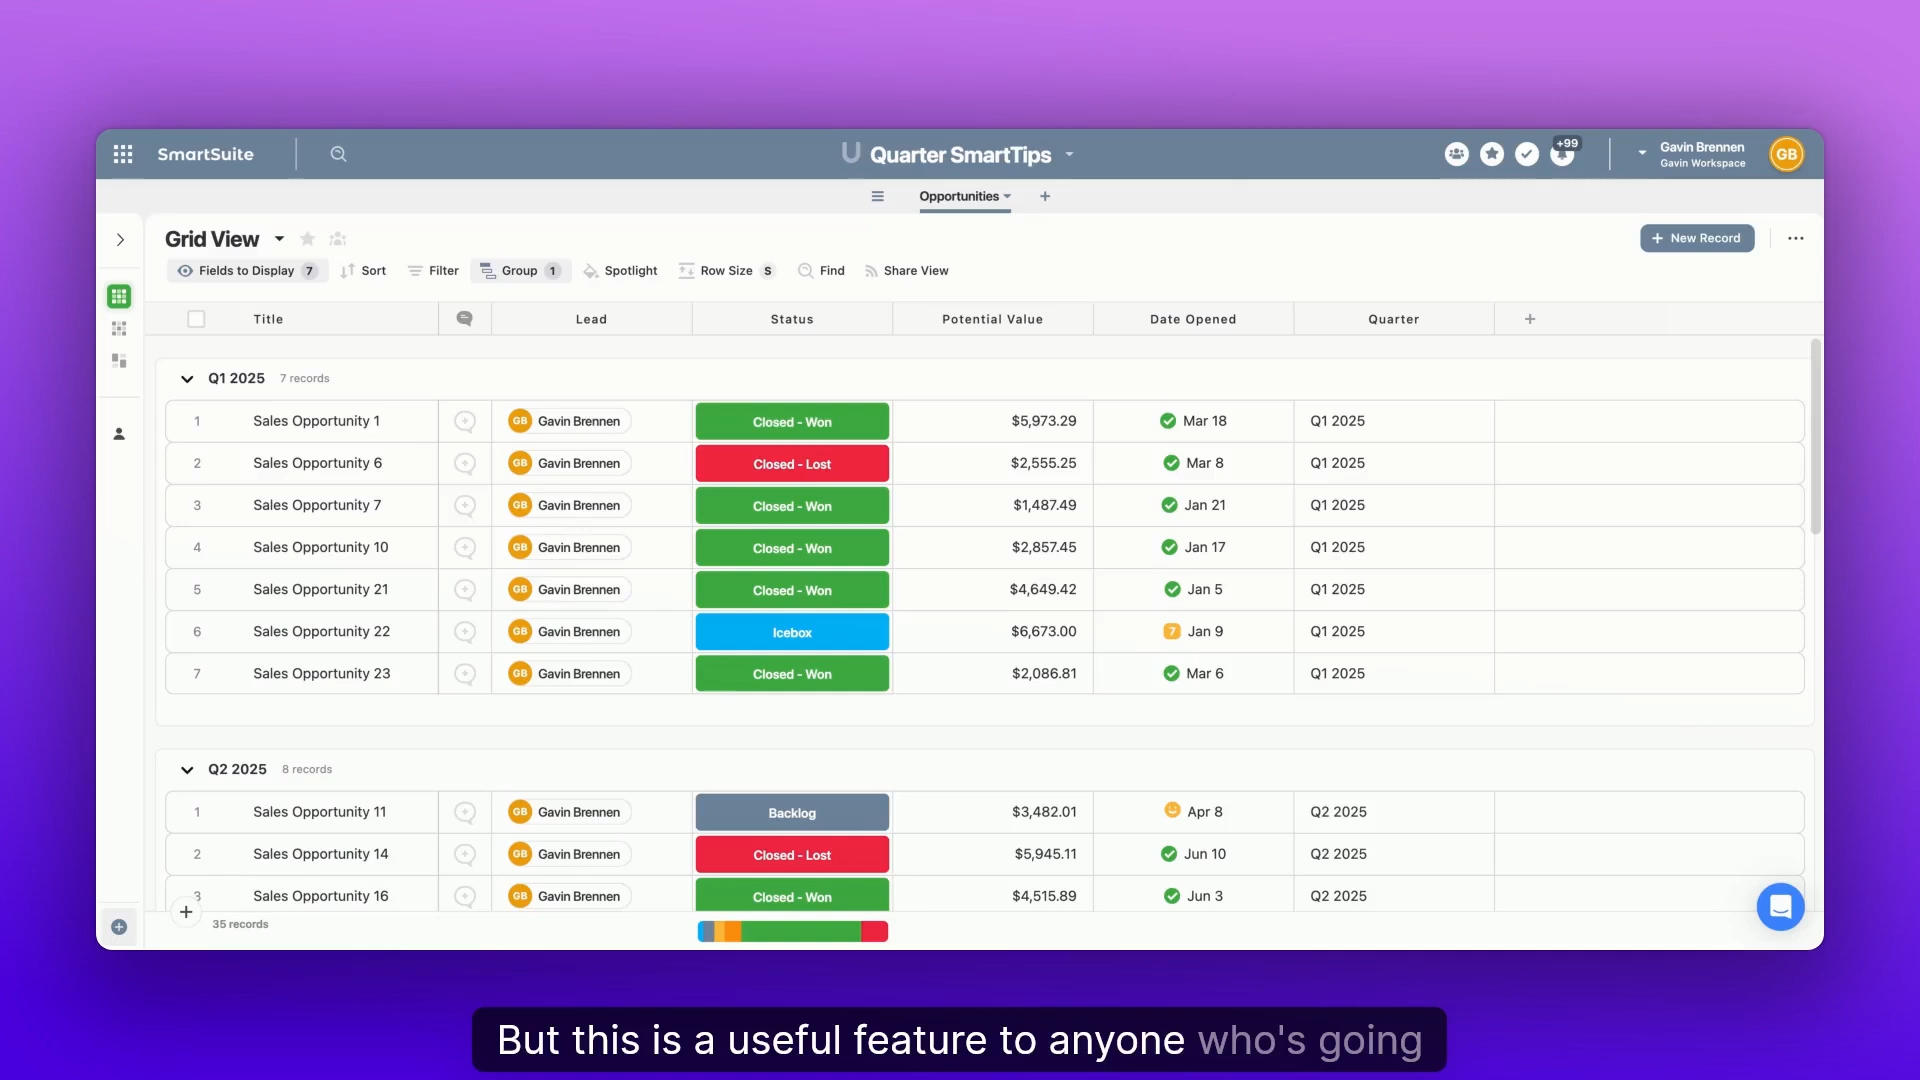 SmartSuite
Quarter SmartTips
+99
Gavin Brennen
Gavin Workspace
GB
Opportunities
Grid View
New Record
Fields to Display 7
Sort
Filter
Group 1
Spotlight
Row Size S
Find
Share View
Title Lead Status Potential Value Date Opened Quarter
Q1 2025 7 records
1 Sales Opportunity 1 GB Gavin Brennen Closed - Won $5,973.29 Mar 18 Q1 2025
2 Sales Opportunity 6 GB Gavin Brennen Closed - Lost $2,555.25 Mar 8 Q1 2025
3 Sales Opportunity 7 GB Gavin Brennen Closed - Won $1,487.49 Jan 21 Q1 2025
4 Sales Opportunity 10 GB Gavin Brennen Closed - Won $2,857.45 Jan 17 Q1 2025
5 Sales Opportunity 21 GB Gavin Brennen Closed - Won $4,649.42 Jan 5 Q1 2025
6 Sales Opportunity 22 GB Gavin Brennen Icebox $6,673.00 7 Jan 9 Q1 2025
7 Sales Opportunity 23 GB Gavin Brennen Closed - Won $2,086.81 Mar 6 Q1 2025
Q2 2025 8 records
1 Sales Opportunity 11 GB Gavin Brennen Backlog $3,482.01 Apr 8 Q2 2025
2 Sales Opportunity 14 GB Gavin Brennen Closed - Lost $5,945.11 Jun 10 Q2 2025
3 Sales Opportunity 16 GB Gavin Brennen Closed - Won $4,515.89 Jun 3 Q2 2025
35 records
But this is a useful feature to anyone who's going